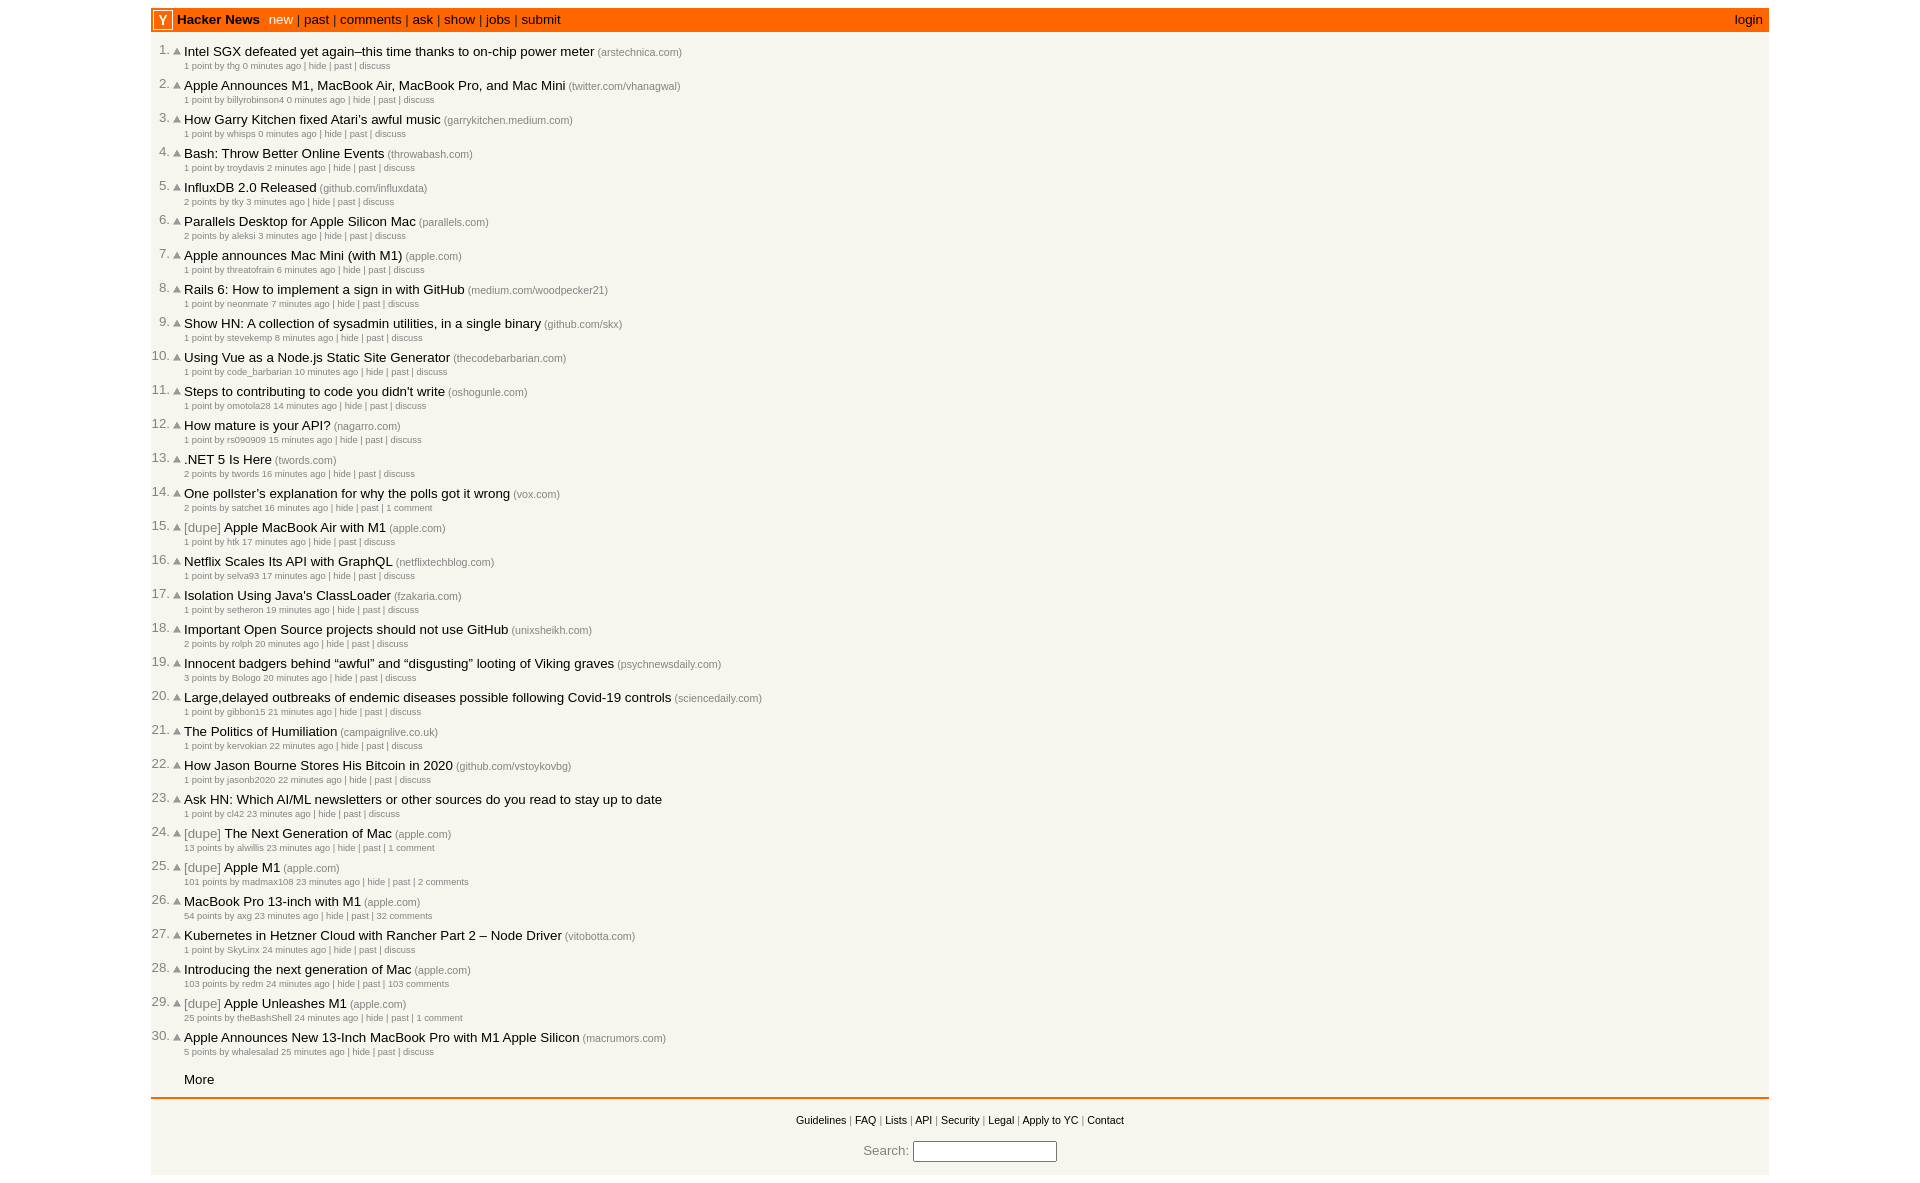 Y Hacker News new | past | comments | ask | show | jobs | submit login
1. Intel SGX defeated yet again–this time thanks to on-chip power meter (arstechnica.com)
1 point by thg 0 minutes ago | hide | past | discuss
2. Apple Announces M1, MacBook Air, MacBook Pro, and Mac Mini (twitter.com/vhanagwal)
1 point by billyrobinson4 0 minutes ago | hide | past | discuss
3. How Garry Kitchen fixed Atari’s awful music (garrykitchen.medium.com)
1 point by whisps 0 minutes ago | hide | past | discuss
4. Bash: Throw Better Online Events (throwabash.com)
1 point by troydavis 2 minutes ago | hide | past | discuss
5. InfluxDB 2.0 Released (github.com/influxdata)
2 points by tky 3 minutes ago | hide | past | discuss
6. Parallels Desktop for Apple Silicon Mac (parallels.com)
2 points by aleksi 3 minutes ago | hide | past | discuss
7. Apple announces Mac Mini (with M1) (apple.com)
1 point by threatofrain 6 minutes ago | hide | past | discuss
8. Rails 6: How to implement a sign in with GitHub (medium.com/woodpecker21)
1 point by neonmate 7 minutes ago | hide | past | discuss
9. Show HN: A collection of sysadmin utilities, in a single binary (github.com/skx)
1 point by stevekemp 8 minutes ago | hide | past | discuss
10. Using Vue as a Node.js Static Site Generator (thecodebarbarian.com)
1 point by code_barbarian 10 minutes ago | hide | past | discuss
11. Steps to contributing to code you didn't write (oshogunle.com)
1 point by omotola28 14 minutes ago | hide | past | discuss
12. How mature is your API? (nagarro.com)
1 point by rs090909 15 minutes ago | hide | past | discuss
13. .NET 5 Is Here (twords.com)
2 points by twords 16 minutes ago | hide | past | discuss
14. One pollster’s explanation for why the polls got it wrong (vox.com)
2 points by satchet 16 minutes ago | hide | past | 1 comment
15. [dupe] Apple MacBook Air with M1 (apple.com)
1 point by htk 17 minutes ago | hide | past | discuss
16. Netflix Scales Its API with GraphQL (netflixtechblog.com)
1 point by selva93 17 minutes ago | hide | past | discuss
17. Isolation Using Java's ClassLoader (fzakaria.com)
1 point by setheron 19 minutes ago | hide | past | discuss
18. Important Open Source projects should not use GitHub (unixsheikh.com)
2 points by rolph 20 minutes ago | hide | past | discuss
19. Innocent badgers behind “awful” and “disgusting” looting of Viking graves (psychnewsdaily.com)
3 points by Bologo 20 minutes ago | hide | past | discuss
20. Large,delayed outbreaks of endemic diseases possible following Covid-19 controls (sciencedaily.com)
1 point by gibbon15 21 minutes ago | hide | past | discuss
21. The Politics of Humiliation (campaignlive.co.uk)
1 point by kervokian 22 minutes ago | hide | past | discuss
22. How Jason Bourne Stores His Bitcoin in 2020 (github.com/vstoykovbg)
1 point by jasonb2020 22 minutes ago | hide | past | discuss
23. Ask HN: Which AI/ML newsletters or other sources do you read to stay up to date
1 point by cl42 23 minutes ago | hide | past | discuss
24. [dupe] The Next Generation of Mac (apple.com)
13 points by alwillis 23 minutes ago | hide | past | 1 comment
25. [dupe] Apple M1 (apple.com)
101 points by madmax108 23 minutes ago | hide | past | 2 comments
26. MacBook Pro 13-inch with M1 (apple.com)
54 points by axg 23 minutes ago | hide | past | 32 comments
27. Kubernetes in Hetzner Cloud with Rancher Part 2 – Node Driver (vitobotta.com)
1 point by SkyLinx 24 minutes ago | hide | past | discuss
28. Introducing the next generation of Mac (apple.com)
103 points by redm 24 minutes ago | hide | past | 103 comments
29. [dupe] Apple Unleashes M1 (apple.com)
25 points by theBashShell 24 minutes ago | hide | past | 1 comment
30. Apple Announces New 13-Inch MacBook Pro with M1 Apple Silicon (macrumors.com)
5 points by whalesalad 25 minutes ago | hide | past | discuss
More
Guidelines | FAQ | Lists | API | Security | Legal | Apply to YC | Contact
Search: